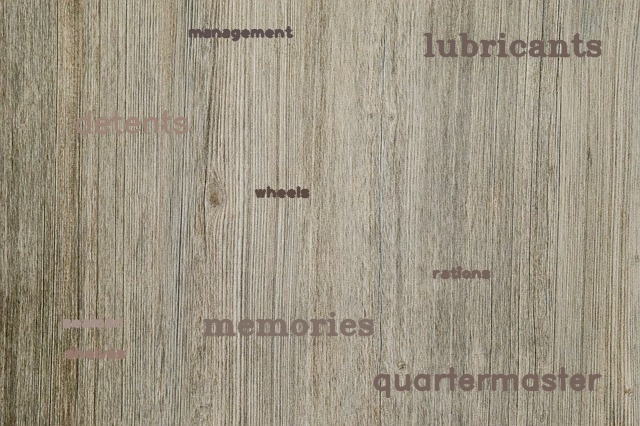 management
lubricants
detents
wheels
rations
memories
quartermaster